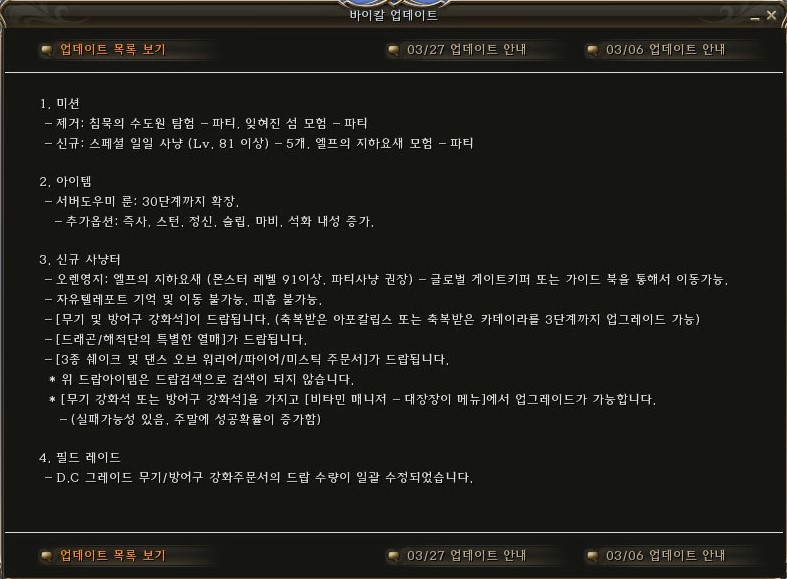 바이칼 업데이트
업데이트 목록 보기
03/27 업데이트 안내
03/06 업데이트 안내
1. 미션
- 제거: 침묵의 수도원 탐험 - 파티, 잊혀진 섬 모험 - 파티
- 신규: 스페셜 일일 사냥 (Lv. 81 이상) - 5개, 엘프의 지하요새 모험 - 파티
2. 아이템
- 서버도우미 룬: 30단계까지 확장.
- 추가옵션: 즉사, 스턴, 정신, 슬립, 마비, 석화 내성 증가.
3. 신규 사냥터
- 오렌영지: 엘프의 지하요새 (몬스터 레벨 91이상, 파티사냥 권장) - 글로벌 게이트키퍼 또는 가이드 북을 통해서 이동가능.
- 자유텔레포트 기억 및 이동 불가능, 피흡 불가능.
- [무기 및 방어구 강화석]이 드랍됩니다. (축복받은 아포칼립스 또는 축복받은 카데이라를 3단계까지 업그레이드 가능)
- [드래곤/해적단의 특별한 열매]가 드랍됩니다.
- [3종 쉐이크 및 댄스 오브 워리어/파이어/미스틱 주문서]가 드랍됩니다.
* 위 드랍아이템은 드랍검색으로 검색이 되지 않습니다.
* [무기 강화석 또는 방어구 강화석]을 가지고 [비타민 매니저 - 대장장이 메뉴]에서 업그레이드가 가능합니다.
- (실패가능성 있음, 주말에 성공확률이 증가함)
4. 필드 레이드
- D,C 그레이드 무기/방어구 강화주문서의 드랍 수량이 일괄 수정되었습니다.
업데이트 목록 보기
03/27 업데이트 안내
03/06 업데이트 안내